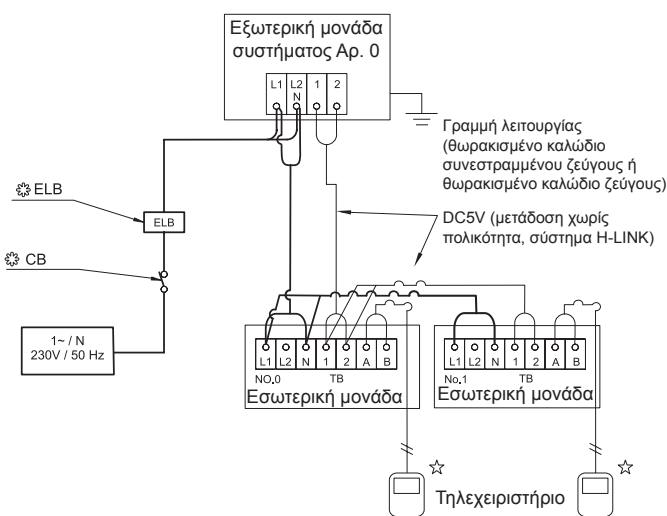 Εξωτερική μονάδα
συστήματος Αρ. 0
L1 L2 1 2
N
Γραμμή λειτουργίας
(θωρακισμένο καλώδιο
συνεστραμμένου ζεύγους ή
θωρακισμένο καλώδιο ζεύγους)
ELB
ELB
DC5V (μετάδοση χωρίς
πολικότητα, σύστημα H-LINK)
CB
1~ / N
230V / 50 Hz
L1 L2 N 1 2 A B
NO.0 TB
Εσωτερική μονάδα
L1 L2 N 1 2 A B
No.1 TB
Εσωτερική μονάδα
Τηλεχειριστήριο